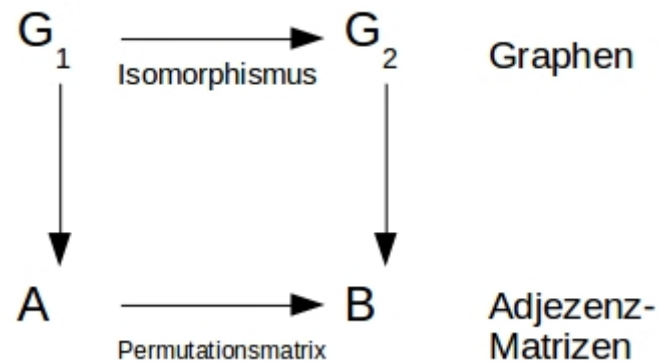 G1 G2 Graphen
Isomorphismus
A B Adjezenz-
Permutationsmatrix Matrizen